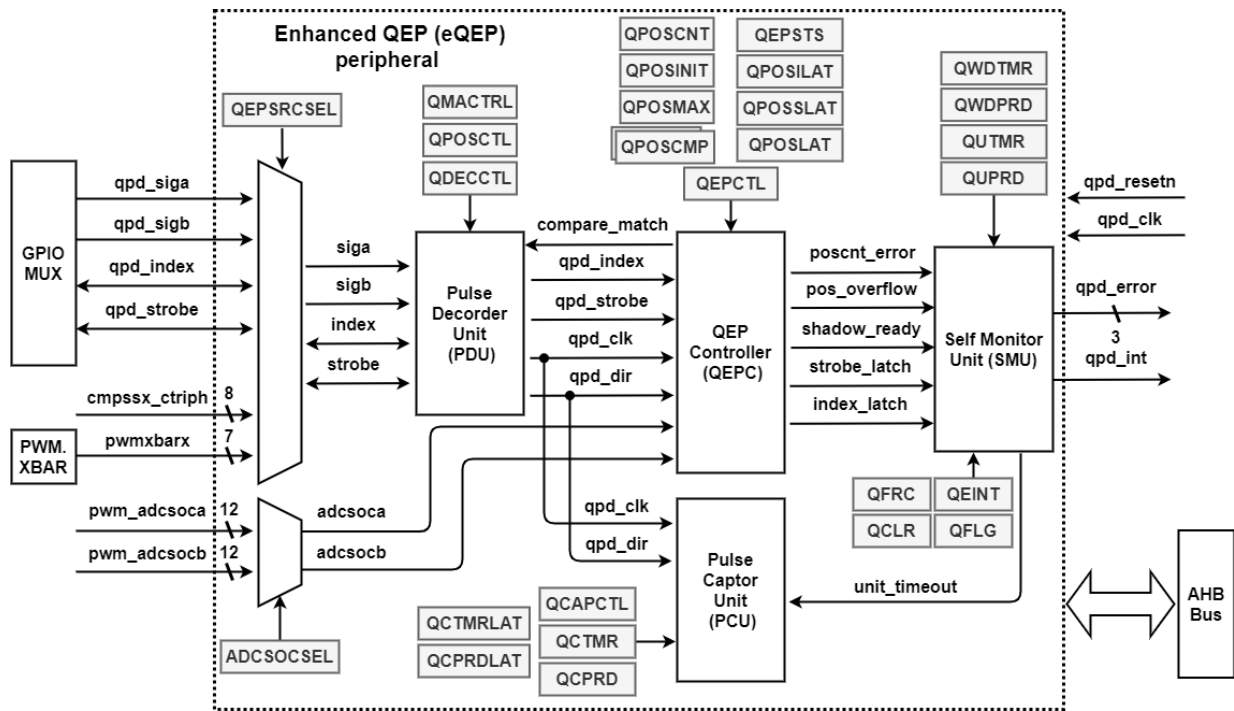 Enhanced QEP (eQEP)
peripheral
QPOSCNT
QPOSINIT
QPOSMAX
QPOSCMP
QEPSTS
QPOSILAT
QPOSSLAT
QPOSLAT
QWDTMR
QWDPRD
QUTMR
QUPRD
QEPSRCSEL
QMACTRL
QPOSCTL
QDECCTL
QEPCTL
GPIO
MUX
qpd_siga
qpd_sigb
qpd_index
qpd_strobe
cmpssx_ctriph
8
PWM.
XBAR
pwmxbarx
7
pwm_adcsoca
12
pwm_adcsocb
12
siga
sigb
index
strobe
adcsoca
adcsocb
ADCSOCSEL
Pulse
Decorder
Unit
(PDU)
compare_match
qpd_index
qpd_strobe
qpd_clk
qpd_dir
QEP
Controller
(QEPC)
poscnt_error
pos_overflow
shadow_ready
strobe_latch
index_latch
Self Monitor
Unit (SMU)
qpd_resetn
qpd_clk
qpd_error
3
qpd_int
QFRC
QEINT
QCLR
QFLG
qpd_clk
qpd_dir
Pulse
Captor
Unit
(PCU)
unit_timeout
QCTMRLAT
QCPRDLAT
QCAPCTL
QCTMR
QCPRD
AHB
Bus